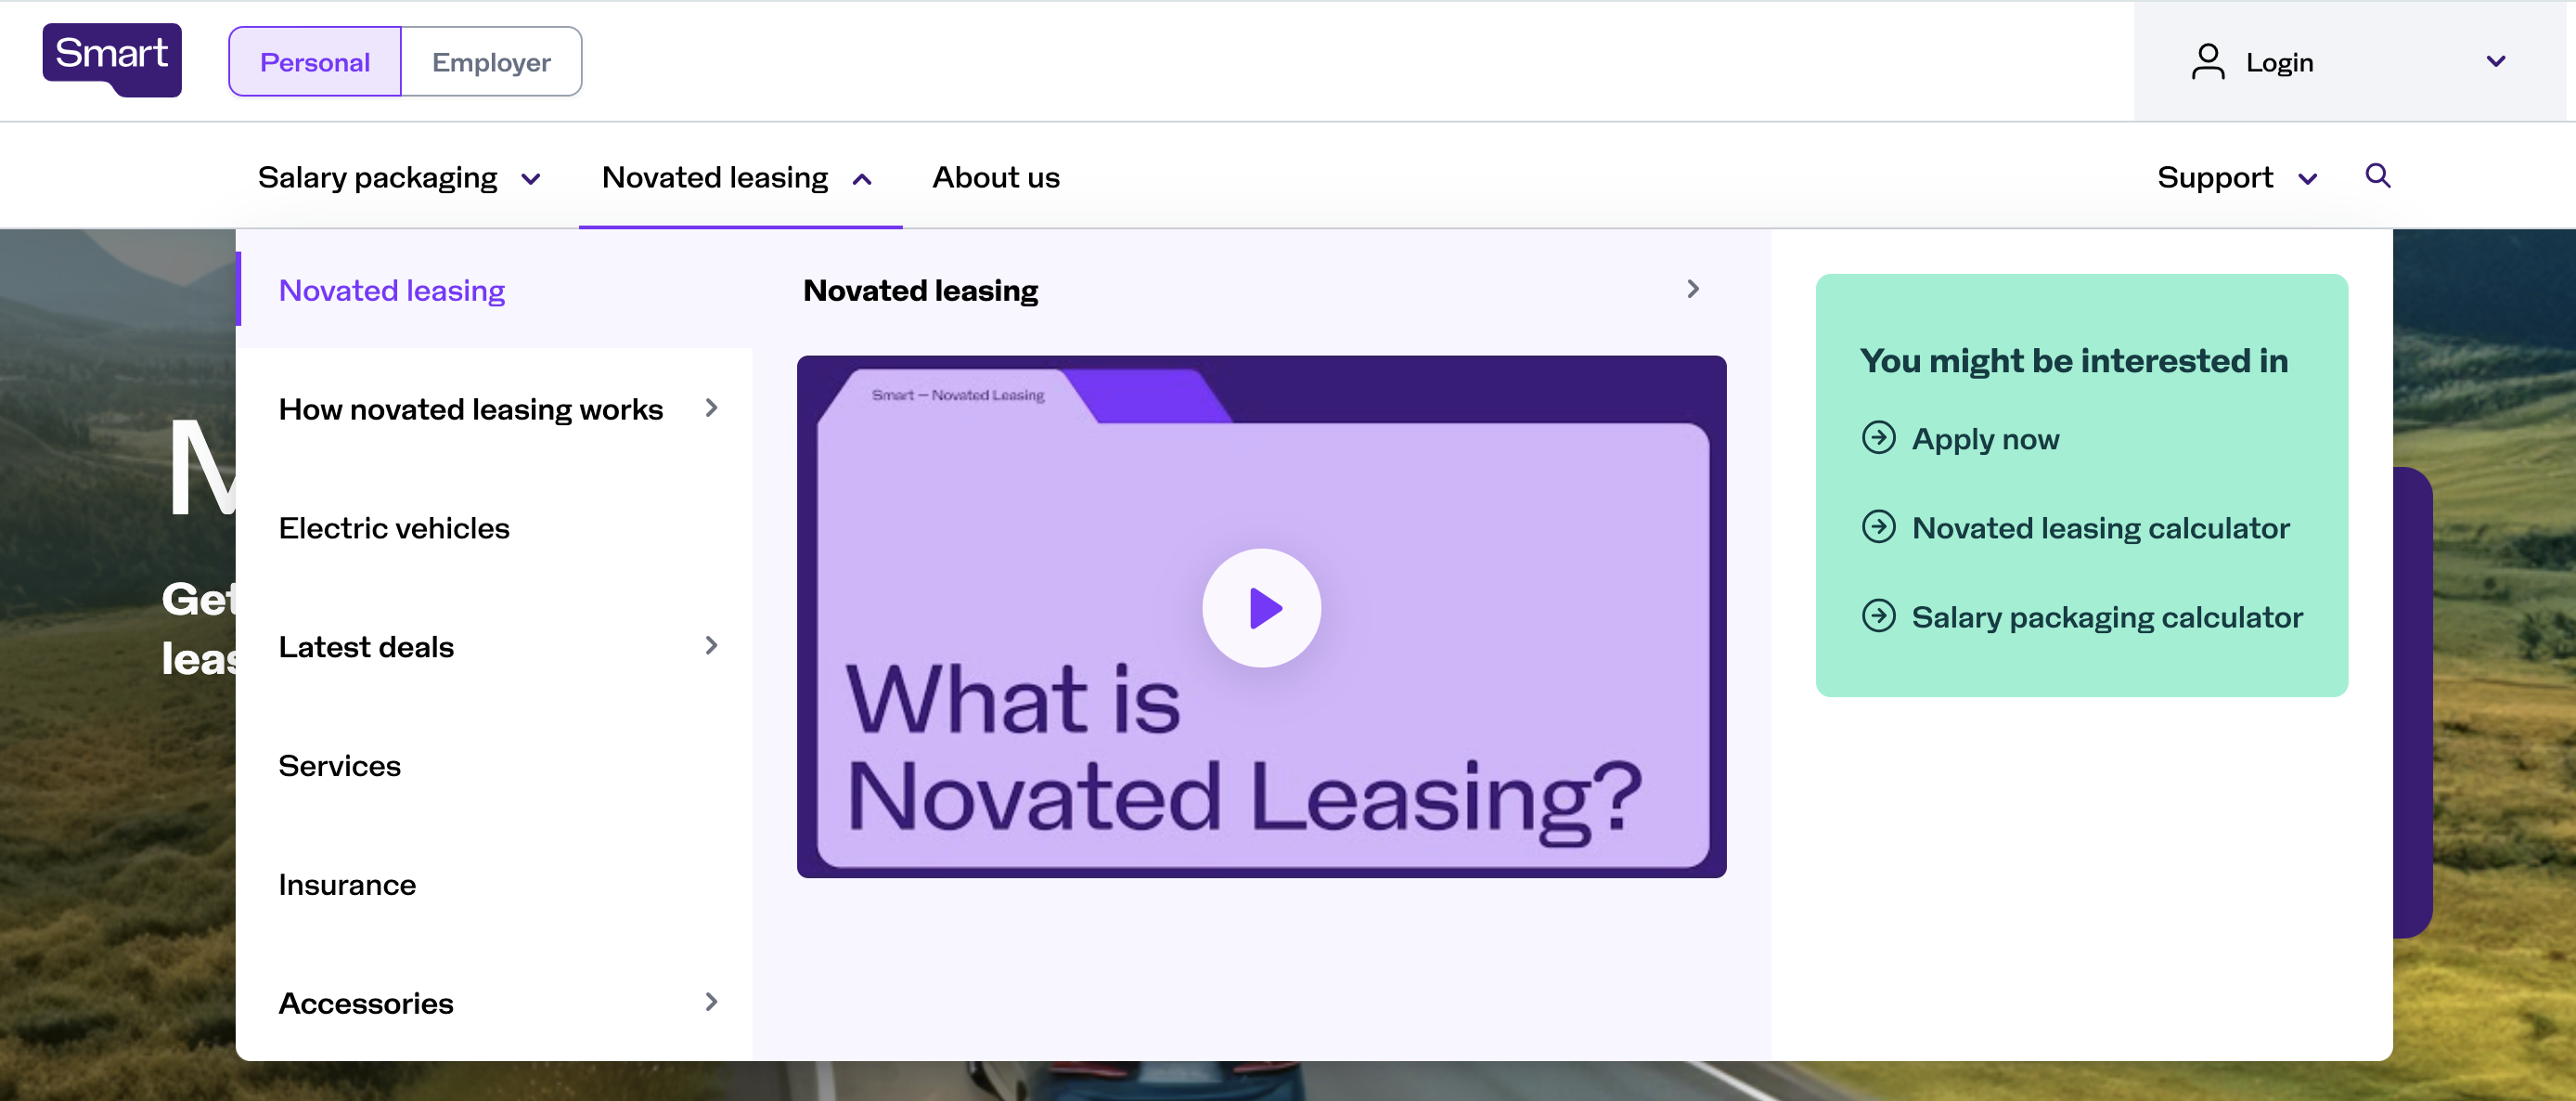 Smart
Personal
Employer
Login
Salary packaging
Novated leasing
About us
Support
Novated leasing
How novated leasing works
Electric vehicles
Latest deals
Services
Insurance
Accessories
Novated leasing
Smart – Novated Leasing
What is
Novated Leasing?
You might be interested in
Apply now
Novated leasing calculator
Salary packaging calculator